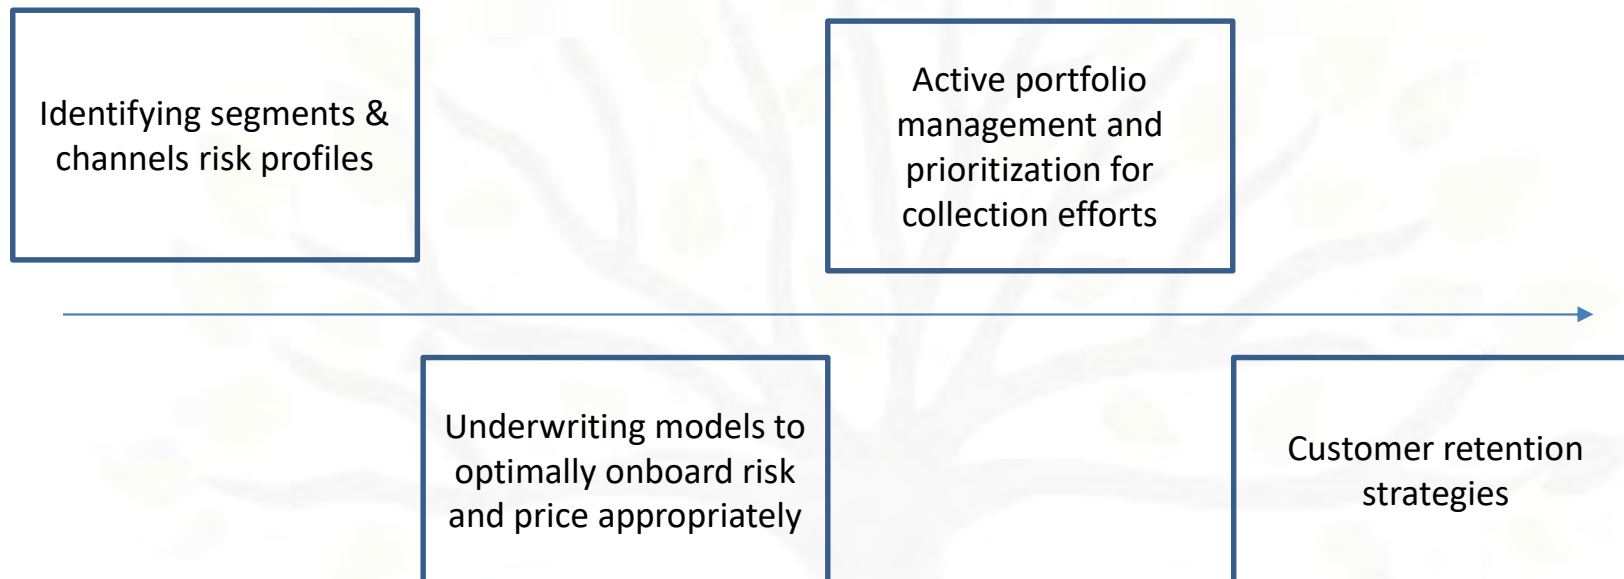 Identifying segments &
channels risk profiles
Active portfolio
management and
prioritization for
collection efforts
Underwriting models to
optimally onboard risk
and price appropriately
Customer retention
strategies